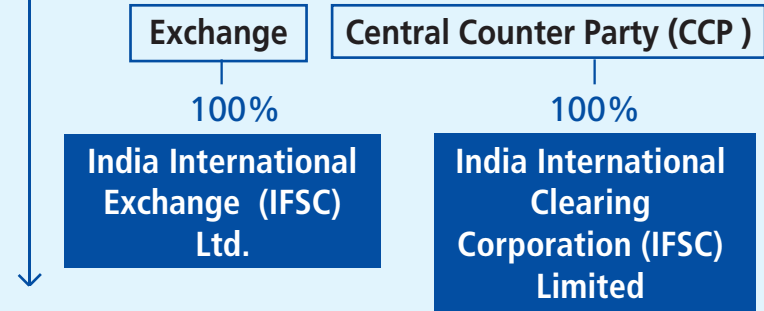 Exchange
Central Counter Party (CCP )
100%
100%
India International
Exchange (IFSC)
Ltd.
India International
Clearing
Corporation (IFSC)
Limited